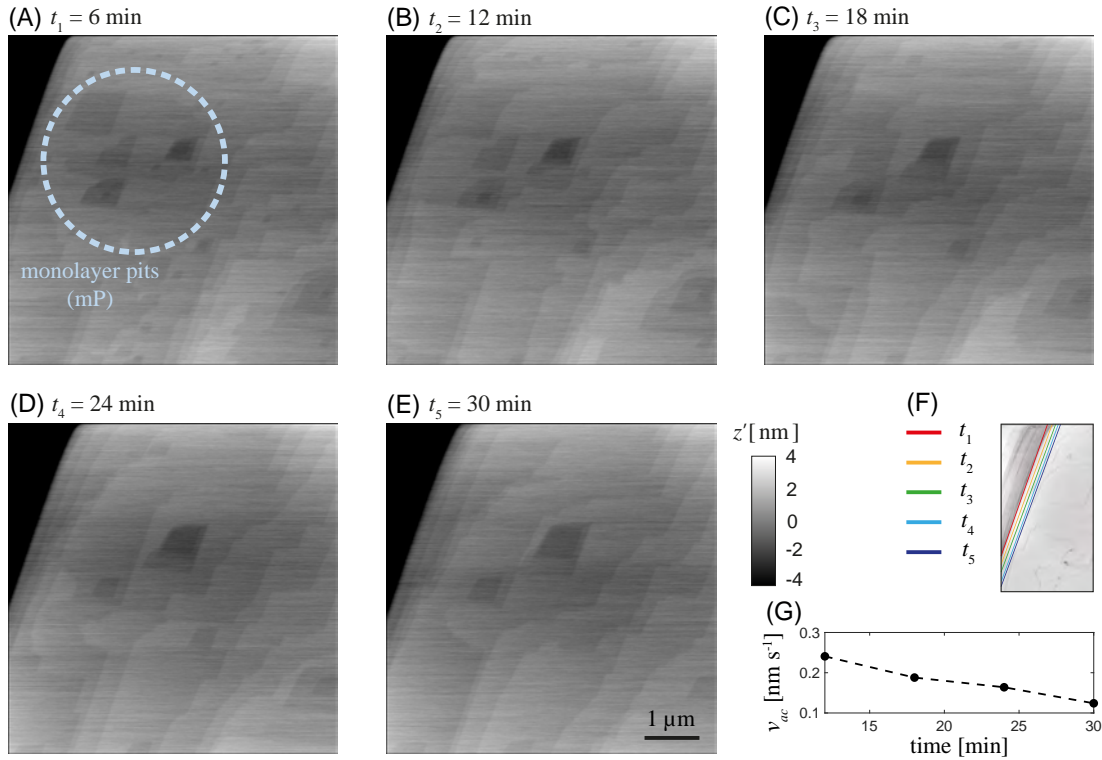 (A) t₁ = 6 min
(B) t₂ = 12 min
(C) t₃ = 18 min
monolayer pits
(mP)
(D) t₄ = 24 min
(E) t₅ = 30 min
1 µm
z′[ nm]
4
2
0
-2
-4
(F)
t₁
t₂
t₃
t₄
t₅
(G)
v_ac [nm s⁻¹]
0.3
0.2
0.1
15
20
25
30
time [min]